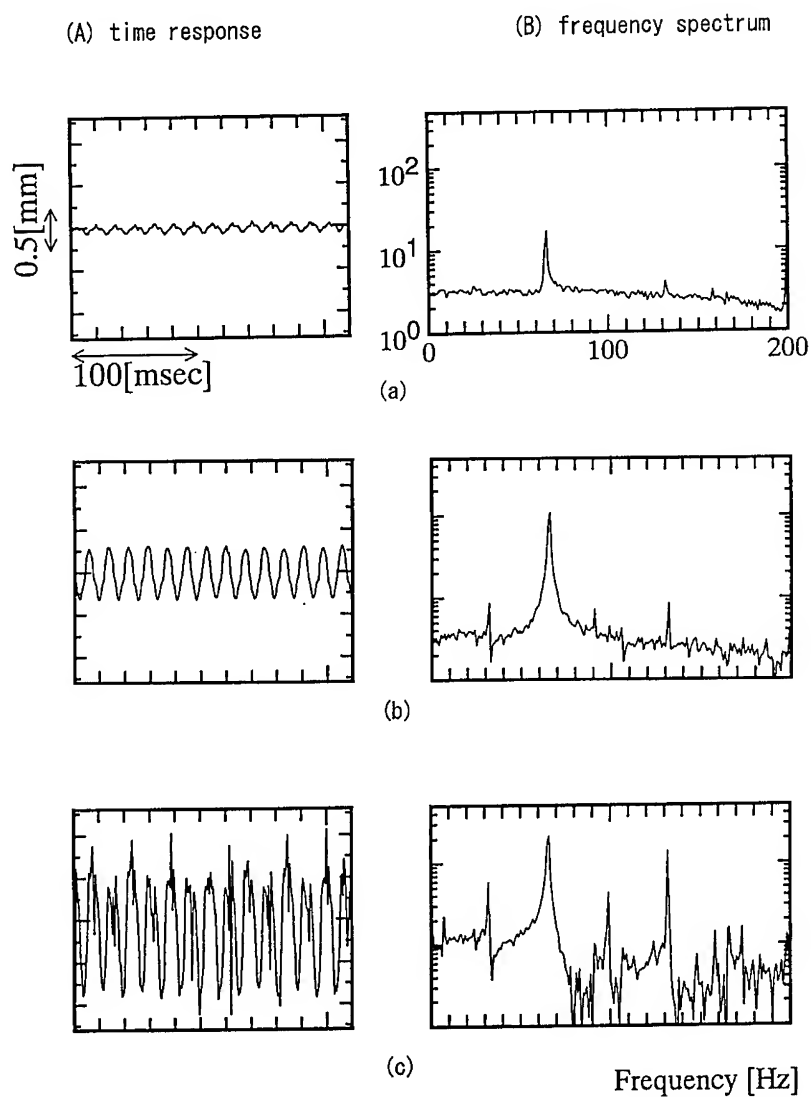 (A) time response
(B) frequency spectrum
0.5[mm]
100[msec]
10²
10¹
10⁰
0
100
200
(a)
(b)
(c)
Frequency [Hz]